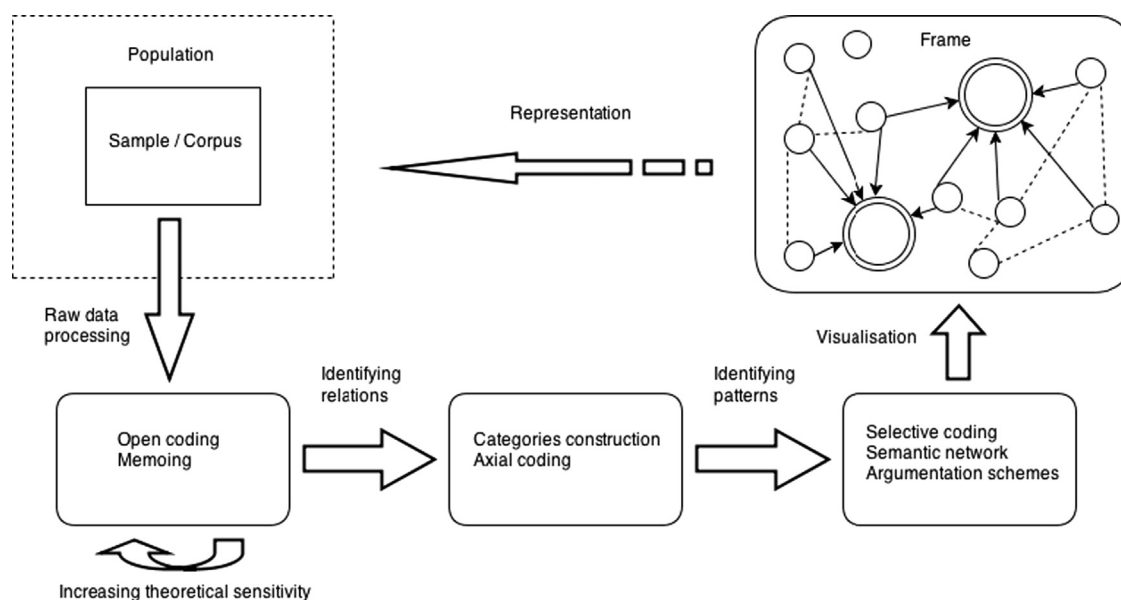 Population
Sample / Corpus
Representation
Frame
Raw data
processing
Visualisation
Identifying
relations
Identifying
patterns
Open coding
Memoing
Categories construction
Axial coding
Selective coding
Semantic network
Argumentation schemes
Increasing theoretical sensitivity